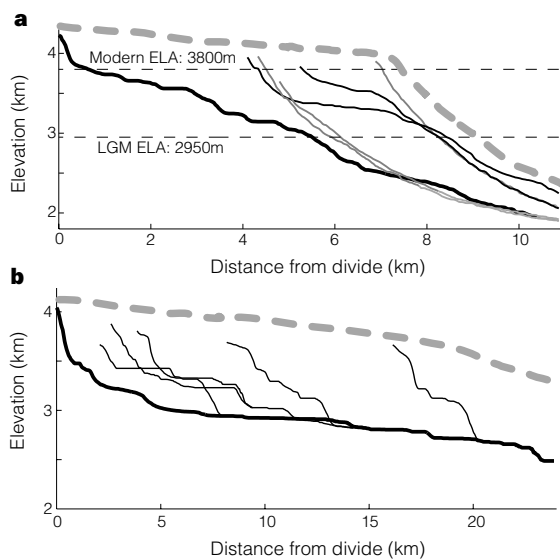 a
4
Modern ELA: 3800m
3
LGM ELA: 2950m
2
Elevation (km)
0 2 4 6 8 10
Distance from divide (km)
b
4
3
2
Elevation (km)
0 5 10 15 20
Distance from divide (km)